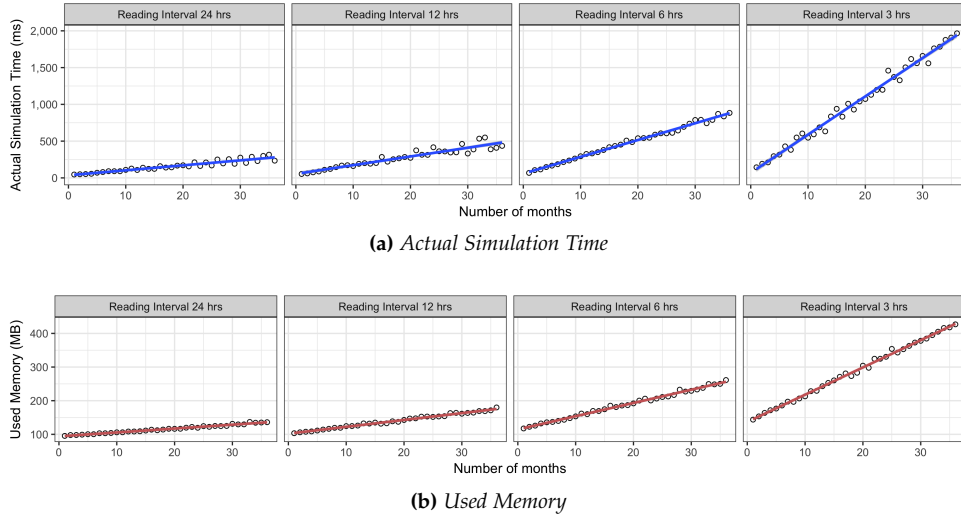 Reading Interval 24 hrs Reading Interval 12 hrs Reading Interval 6 hrs Reading Interval 3 hrs
Actual Simulation Time (ms)
2,000
1,500
1,000
500
0
0 10 20 30 0 10 20 30 0 10 20 30 0 10 20 30
Number of months
(a) Actual Simulation Time
Reading Interval 24 hrs Reading Interval 12 hrs Reading Interval 6 hrs Reading Interval 3 hrs
Used Memory (MB)
400
300
200
100
0 10 20 30 0 10 20 30 0 10 20 30 0 10 20 30
Number of months
(b) Used Memory